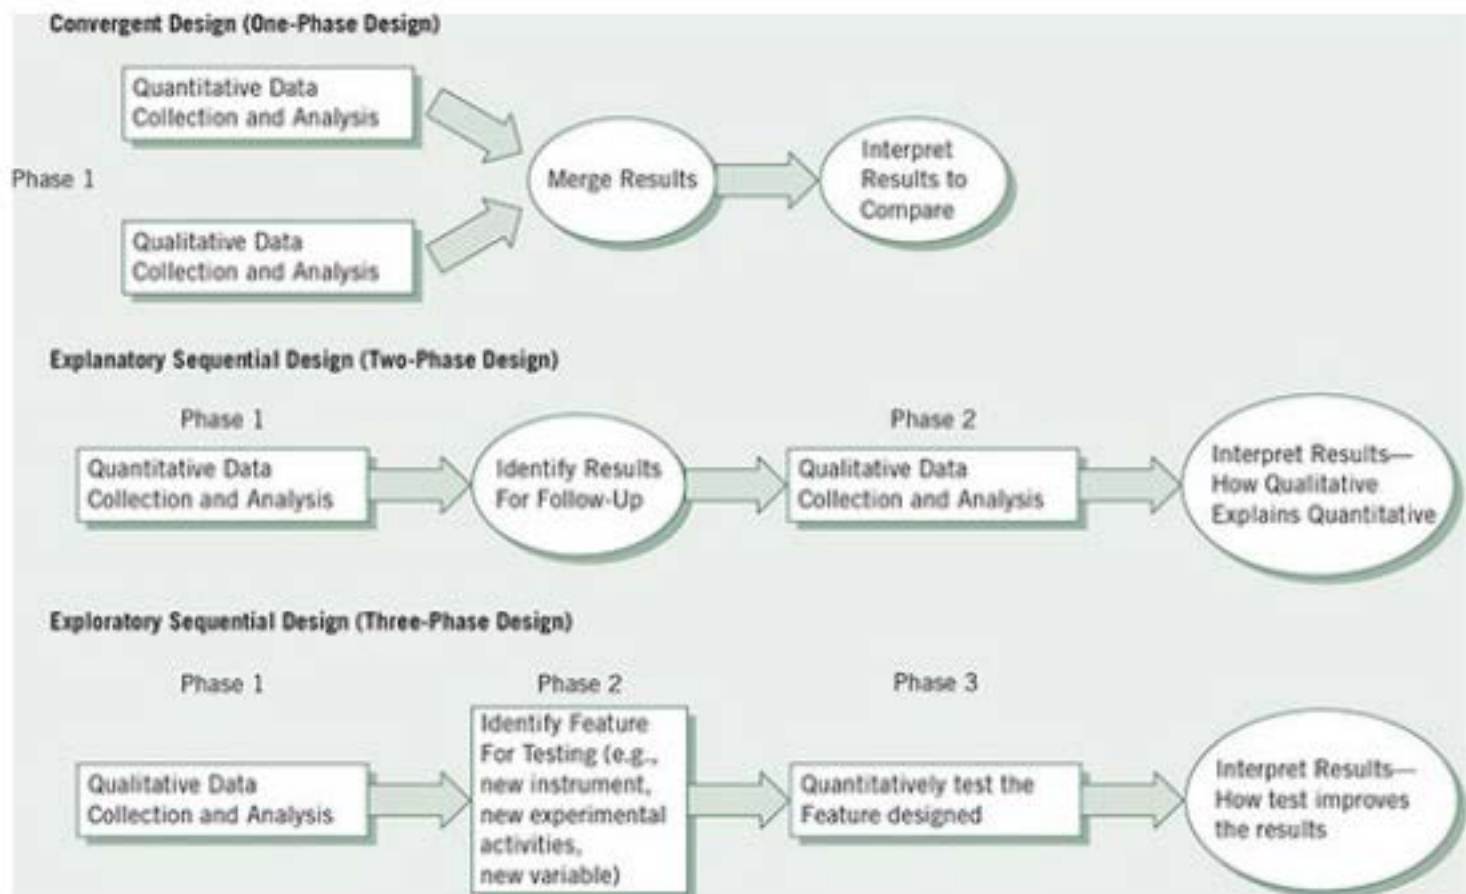 Convergent Design (One-Phase Design)
Quantitative Data
Collection and Analysis
Phase 1
Merge Results
Interpret
Results to
Compare
Qualitative Data
Collection and Analysis
Explanatory Sequential Design (Two-Phase Design)
Phase 1
Phase 2
Quantitative Data
Collection and Analysis
Identify Results
For Follow-Up
Qualitative Data
Collection and Analysis
Interpret Results—
How Qualitative
Explains Quantitative
Exploratory Sequential Design (Three-Phase Design)
Phase 1
Phase 2
Phase 3
Qualitative Data
Collection and Analysis
Identify Feature
For Testing (e.g.,
new instrument,
new experimental
activities,
new variable)
Quantitatively test the
Feature designed
Interpret Results—
How test improves
the results